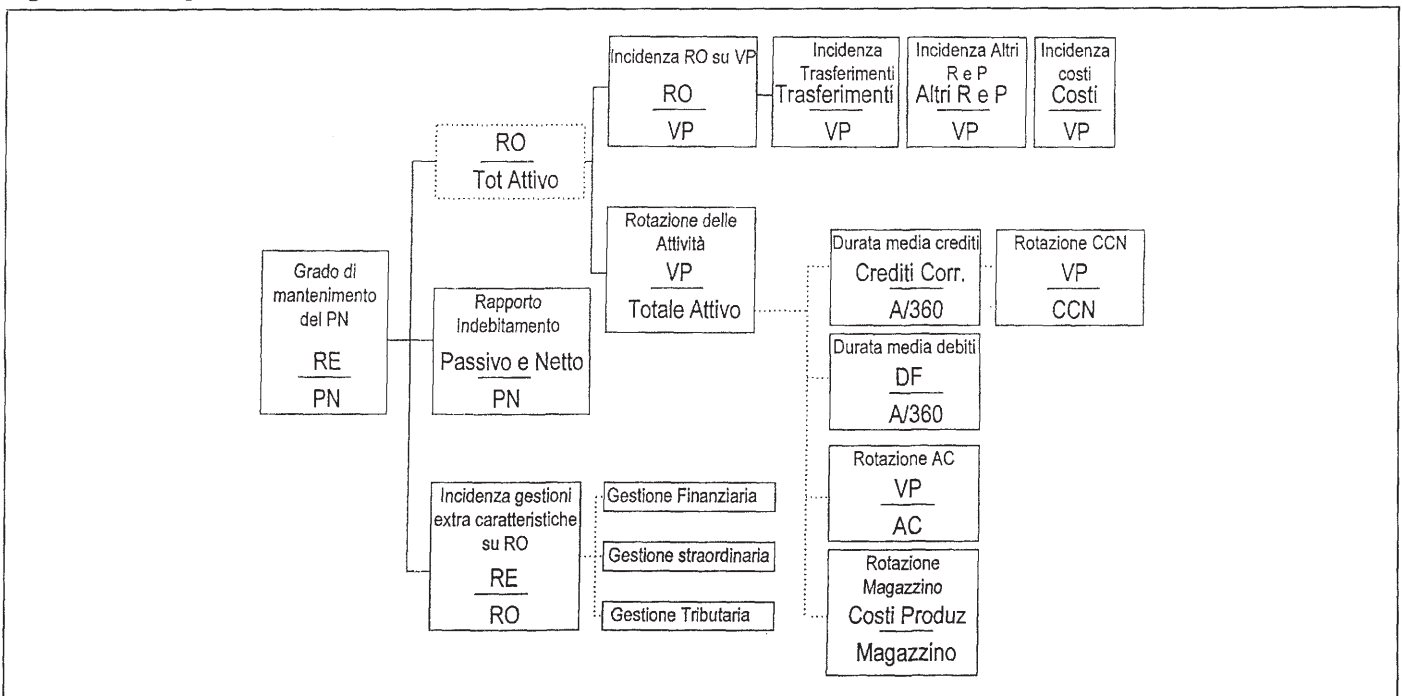 Grado di
mantenimento
del PN
RE
PN
RO
Tot Attivo
Rapporto
Indebitamento
Passivo e Netto
PN
Incidenza gestioni
extra caratteristiche
su RO
RE
RO
Incidenza RO su VP
RO
VP
Incidenza
Trasferimenti
Trasferimenti
VP
Incidenza Altri
R e P
Altri R e P
VP
Incidenza
costi
Costi
VP
Rotazione delle
Attività
VP
Totale Attivo
Gestione Finanziaria
Gestione straordinaria
Gestione Tributaria
Durata media crediti
Crediti Corr.
A/360
Rotazione CCN
VP
CCN
Durata media debiti
DF
A/360
Rotazione AC
VP
AC
Rotazione
Magazzino
Costi Produz
Magazzino